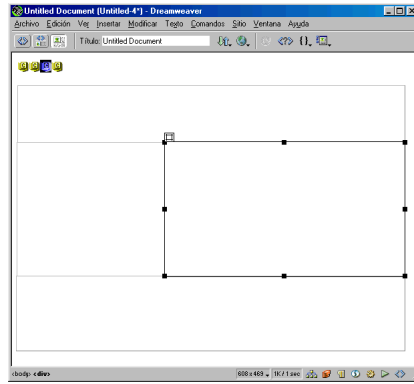 Untitled Document (Untitled-4*) - Dreamweaver
Archivo Edición Ver Insertar Modificar Texto Comandos Sitio Ventana Ayuda
Título: Untitled Document
<body> <div>
608 x 469 1K / 1 sec